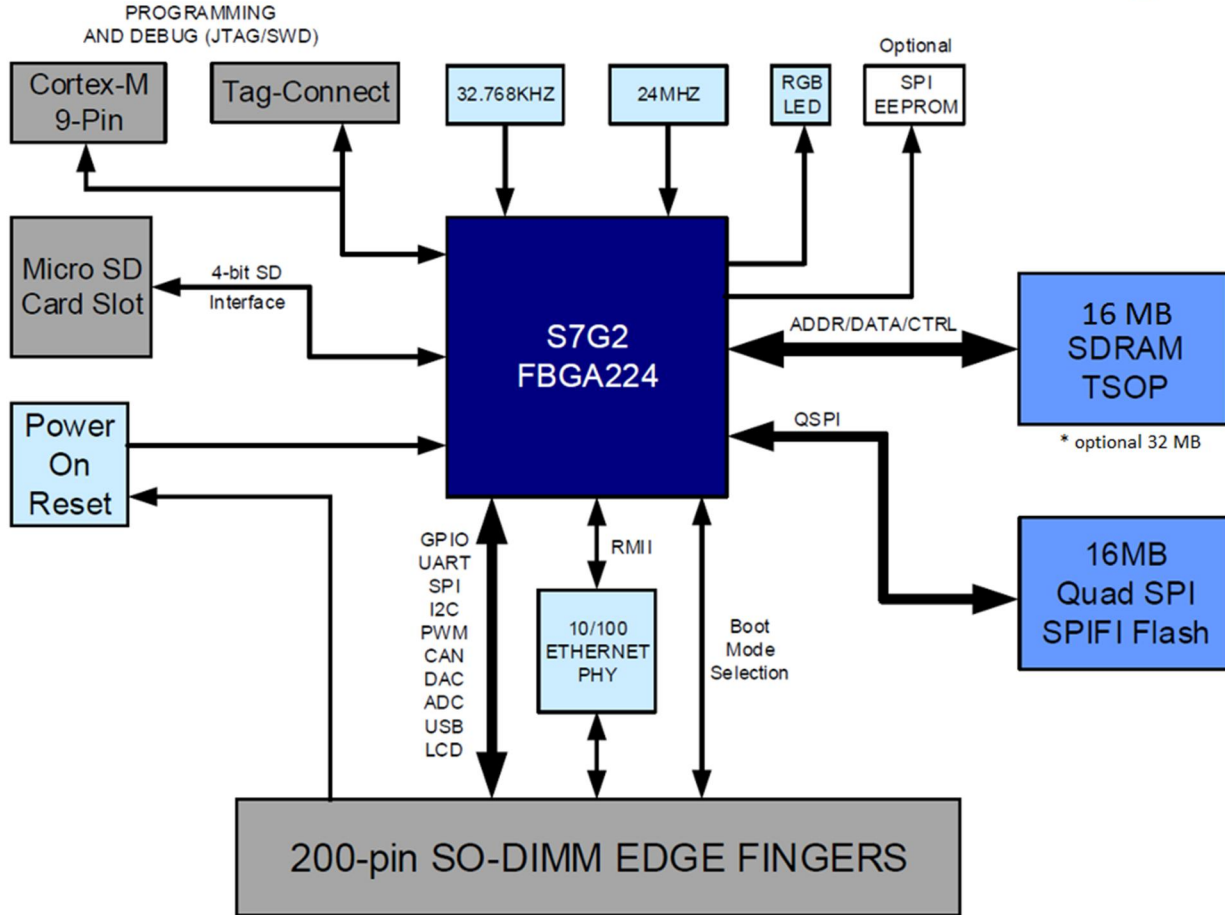 PROGRAMMING
AND DEBUG (JTAG/SWD)
Cortex-M
9-Pin
Tag-Connect
32.768KHZ
24MHZ
RGB
LED
Optional
SPI
EEPROM
Micro SD
Card Slot
4-bit SD
Interface
S7G2
FBGA224
ADDR/DATA/CTRL
16 MB
SDRAM
TSOP
* optional 32 MB
Power
On
Reset
QSPI
16MB
Quad SPI
SPIFI Flash
GPIO
UART
SPI
I2C
PWM
CAN
DAC
ADC
USB
LCD
RMII
10/100
ETHERNET
PHY
Boot
Mode
Selection
200-pin SO-DIMM EDGE FINGERS